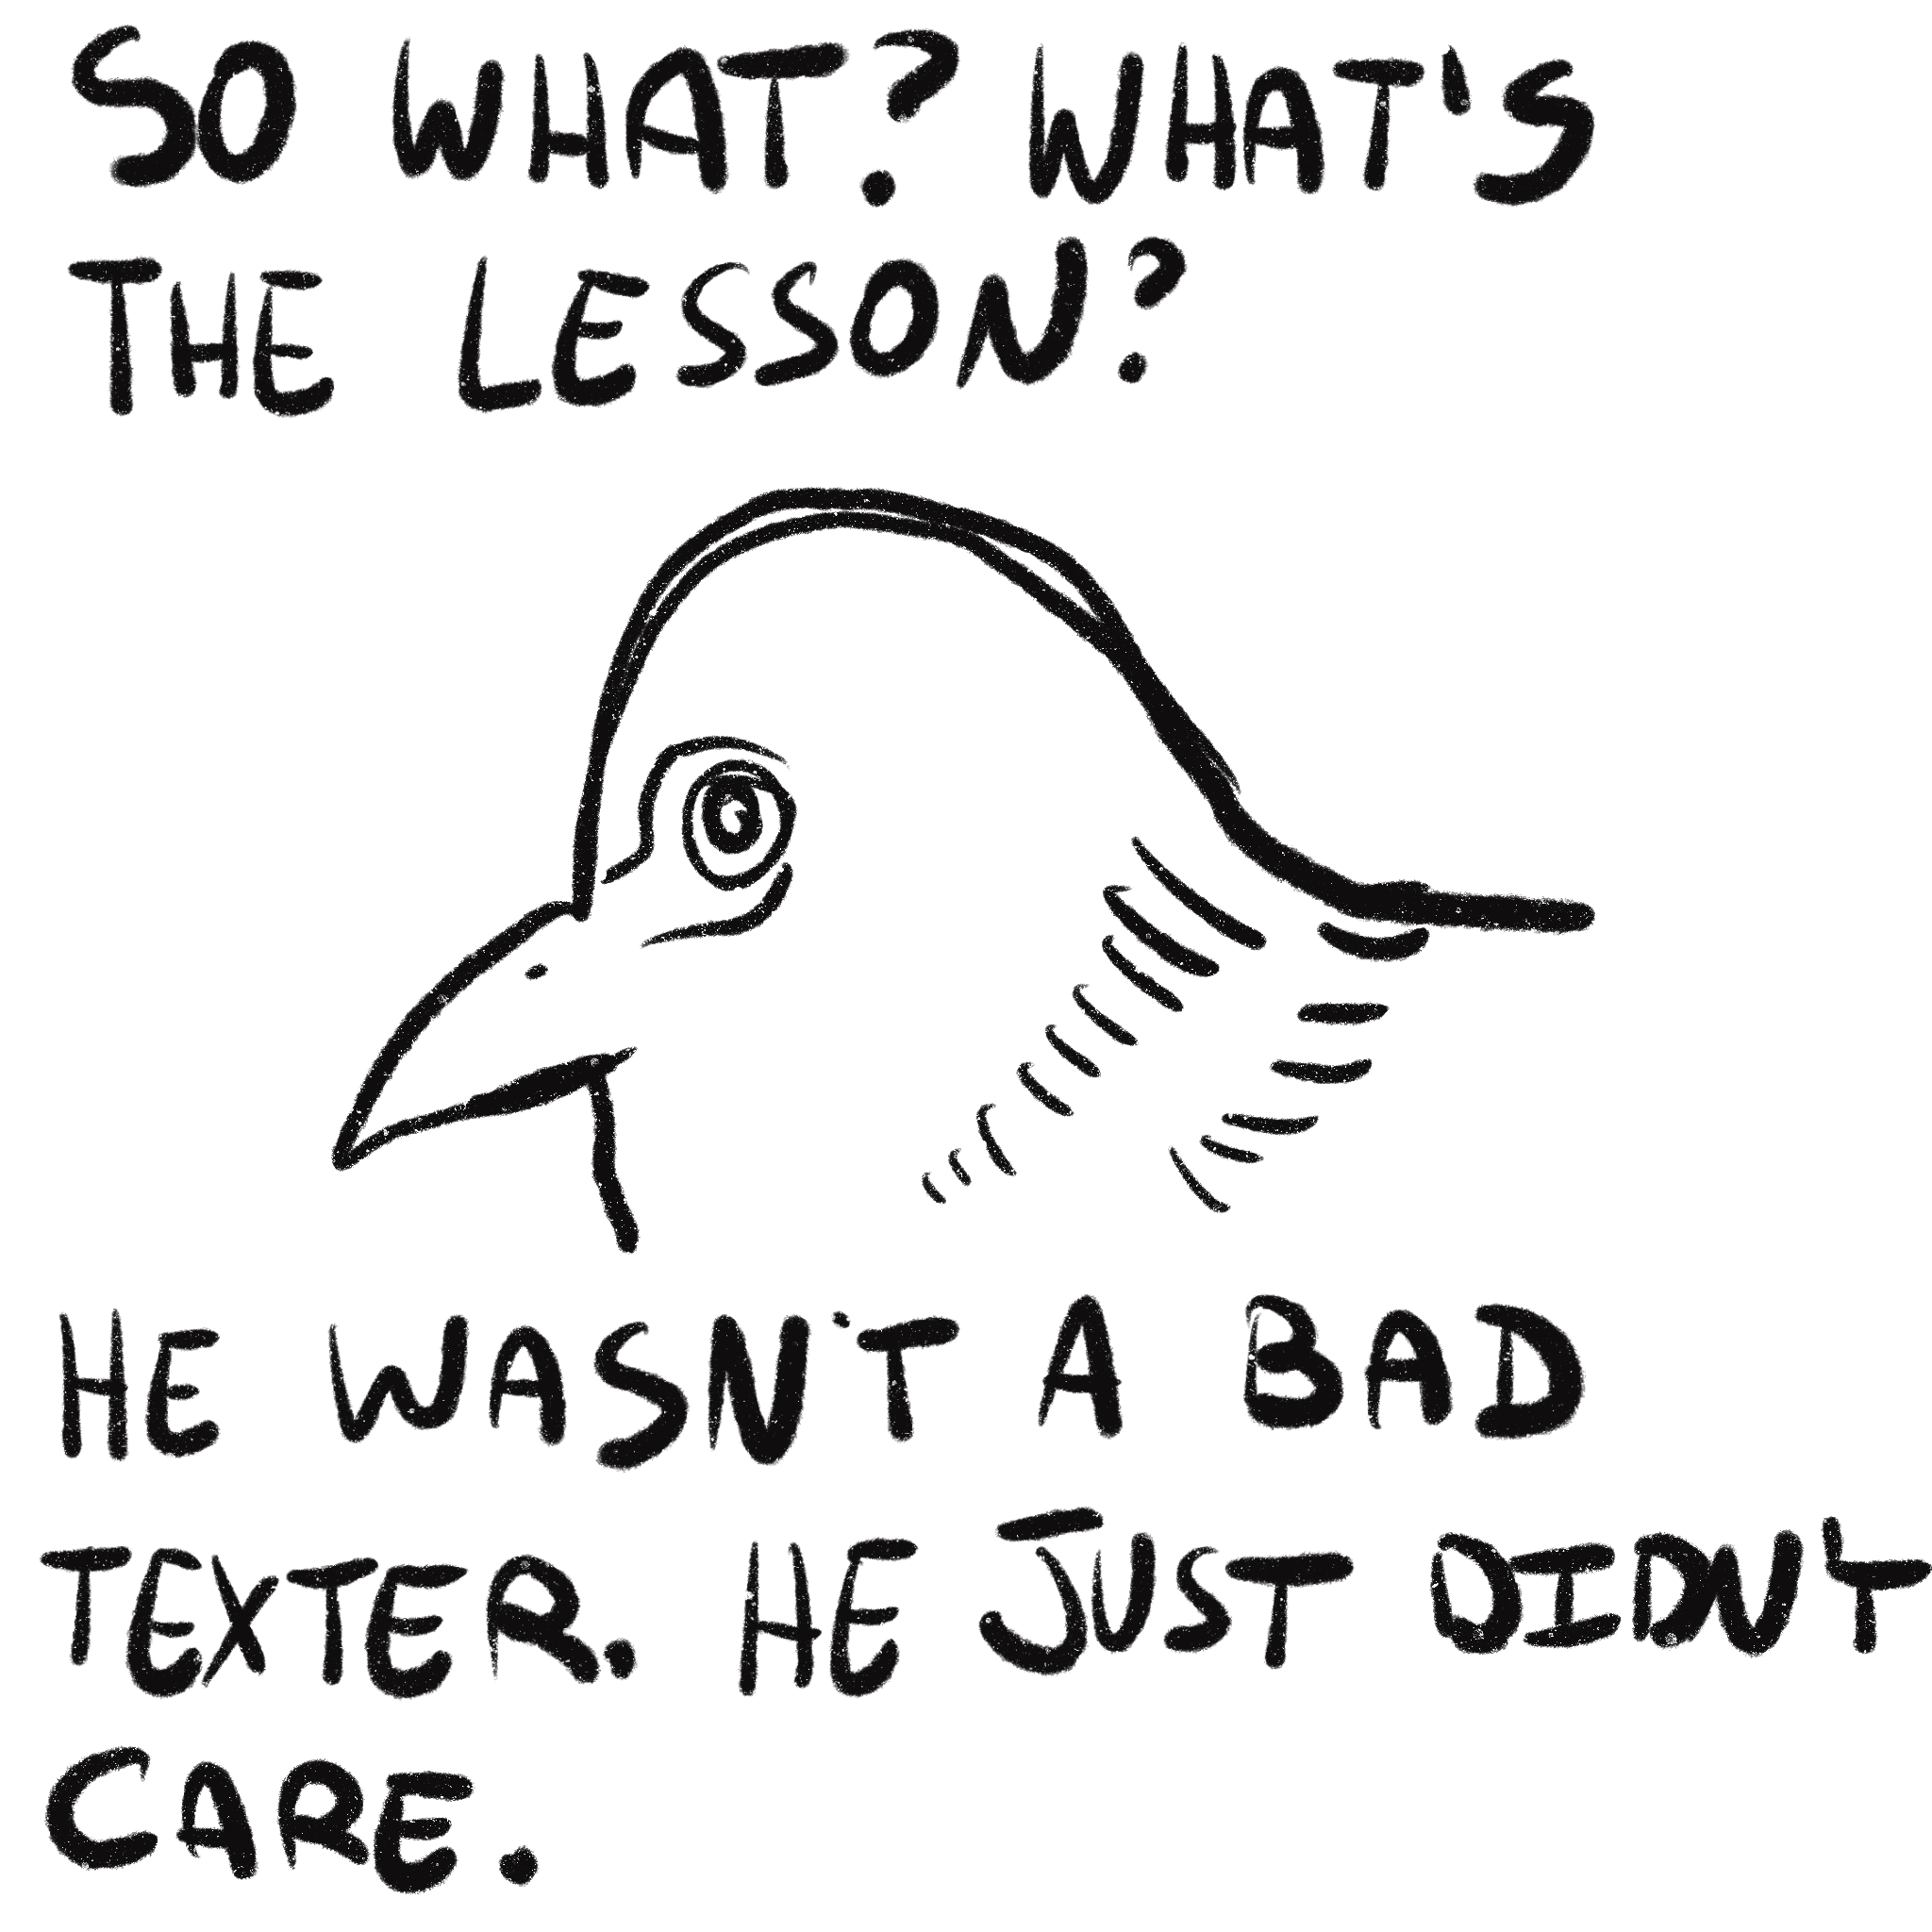 SO WHAT? WHAT'S
THE LESSON?
HE WASN'T A BAD
TEXTER. HE JUST DIDN'T
CARE.